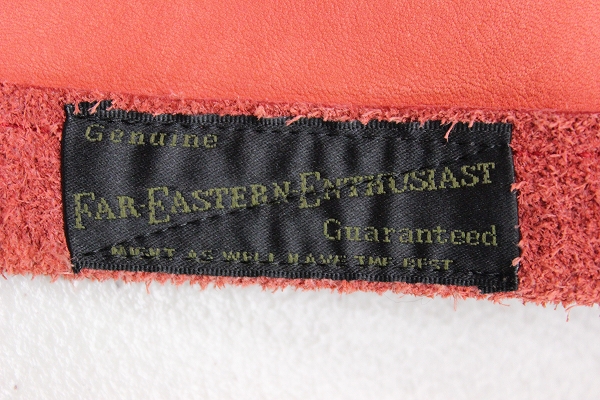 Genuine
FAR-EASTERN-ENTHUSIAST
Guaranteed
MIGHT AS WELL HAVE THE BEST